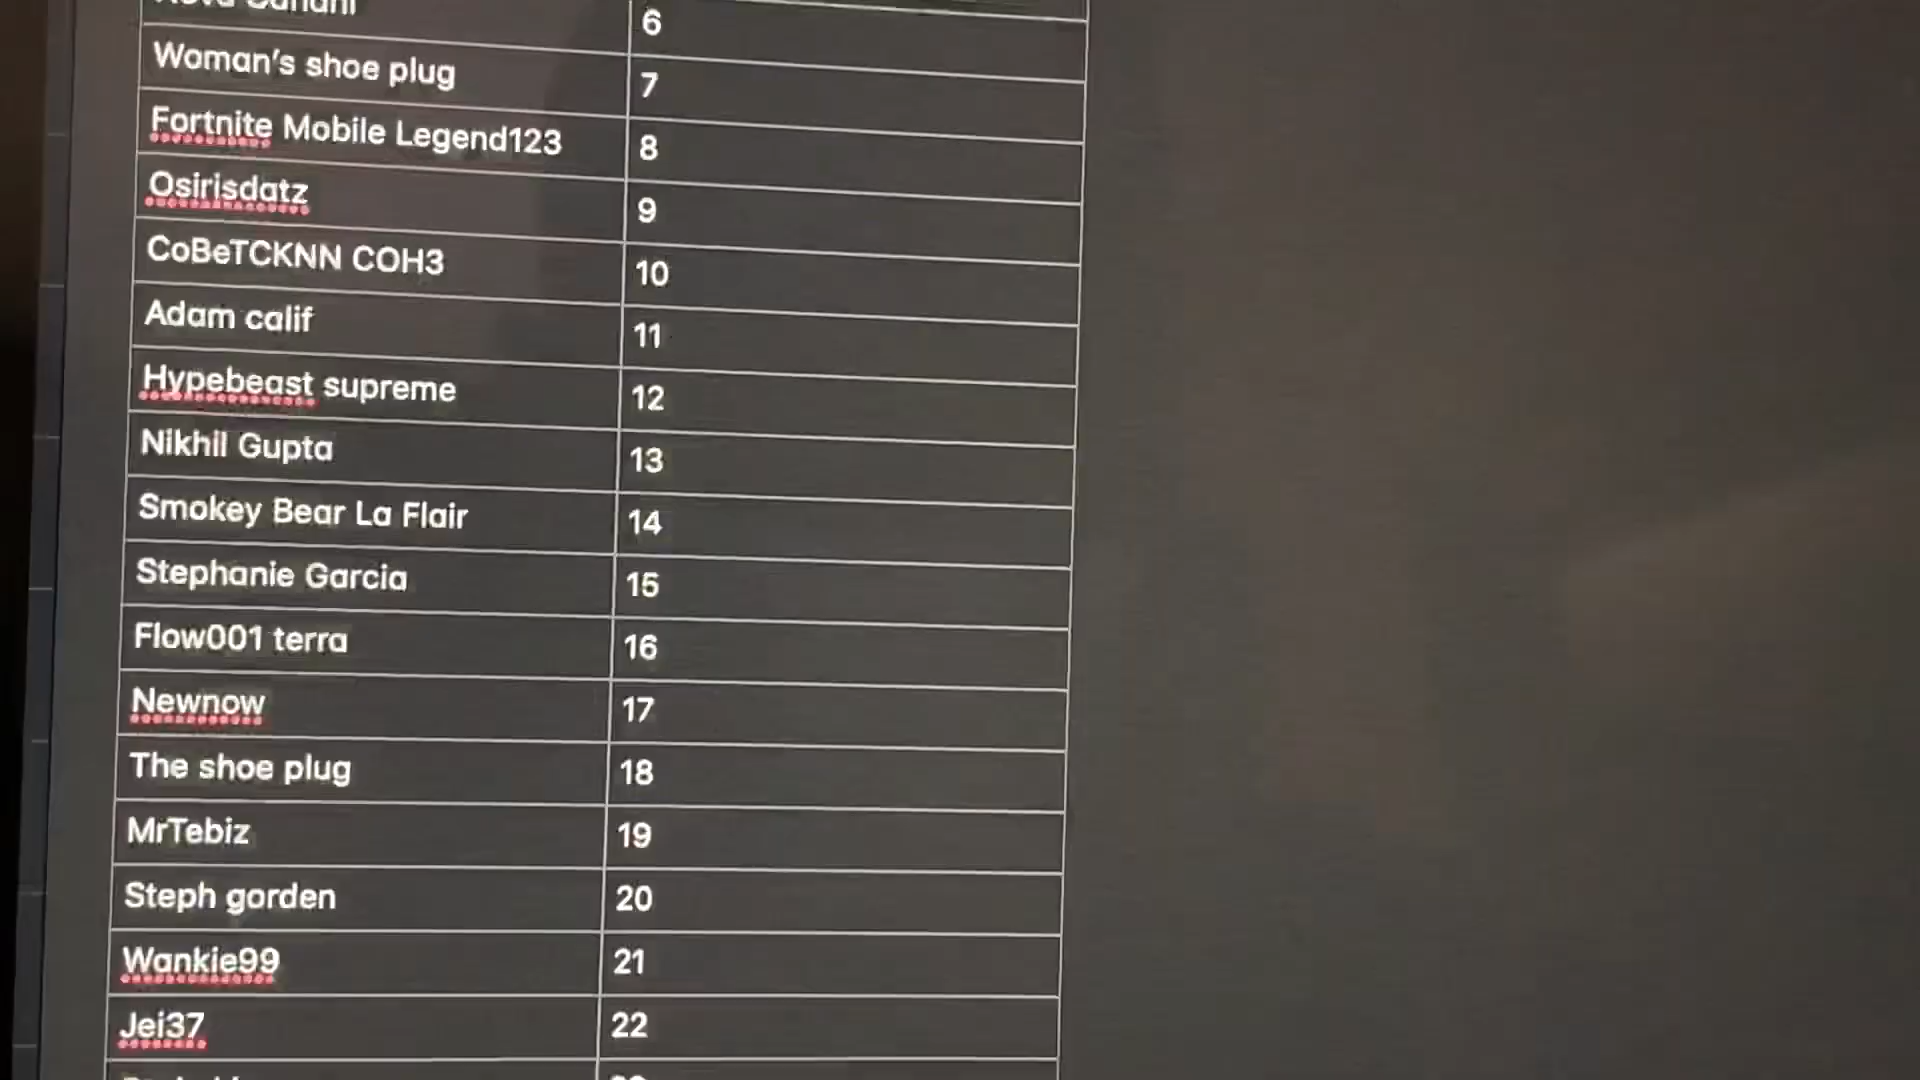 6
Woman's shoe plug 7
Fortnite Mobile Legend123 8
Osirisdatz 9
CoBeTCKNN COH3 10
Adam calif 11
Hypebeast supreme 12
Nikhil Gupta 13
Smokey Bear La Flair 14
Stephanie Garcia 15
Flow001 terra 16
Newnow 17
The shoe plug 18
MrTebiz 19
Steph gorden 20
Wankie99 21
Jei37 22